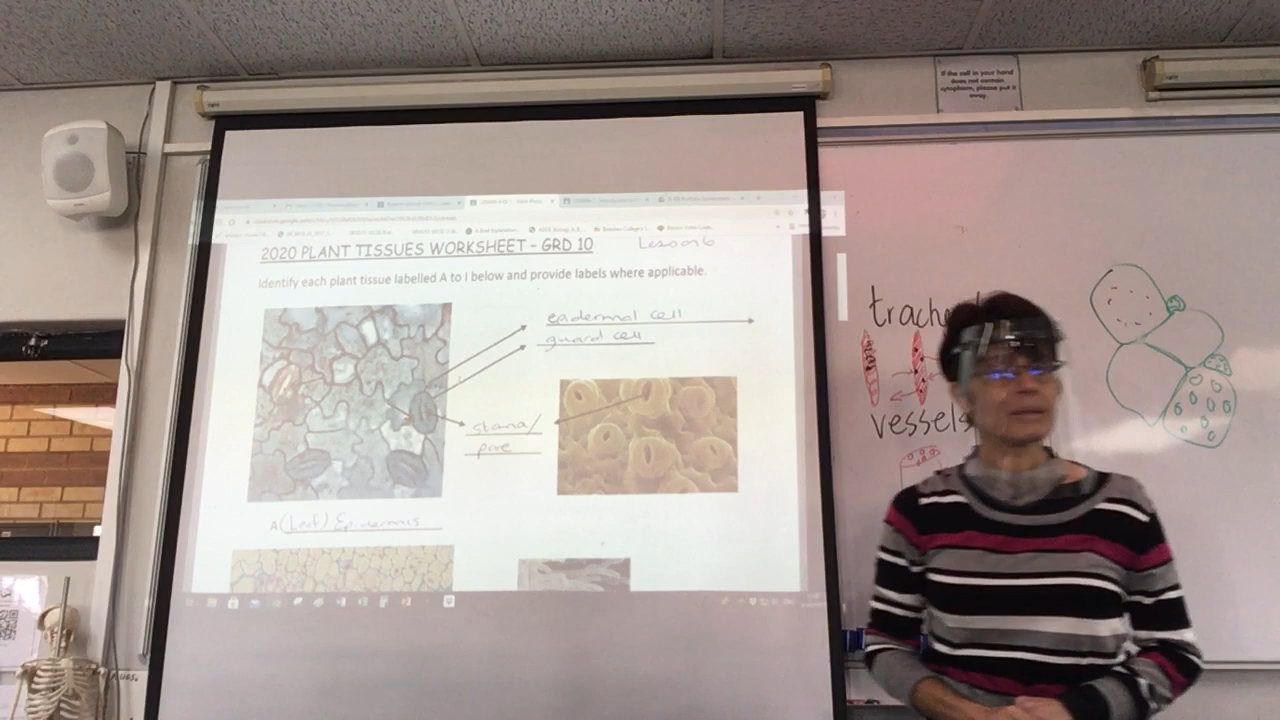 If the cell in your hand
does not contain
cytoplasm, please put it
away.
2020 PLANT TISSUES WORKSHEET - GRD 10
Lesson 6
Identify each plant tissue labelled A to I below and provide labels where applicable.
epidermal cell
guard cell
stoma/
pore
A (Leaf) Epidermis
trache
vessels